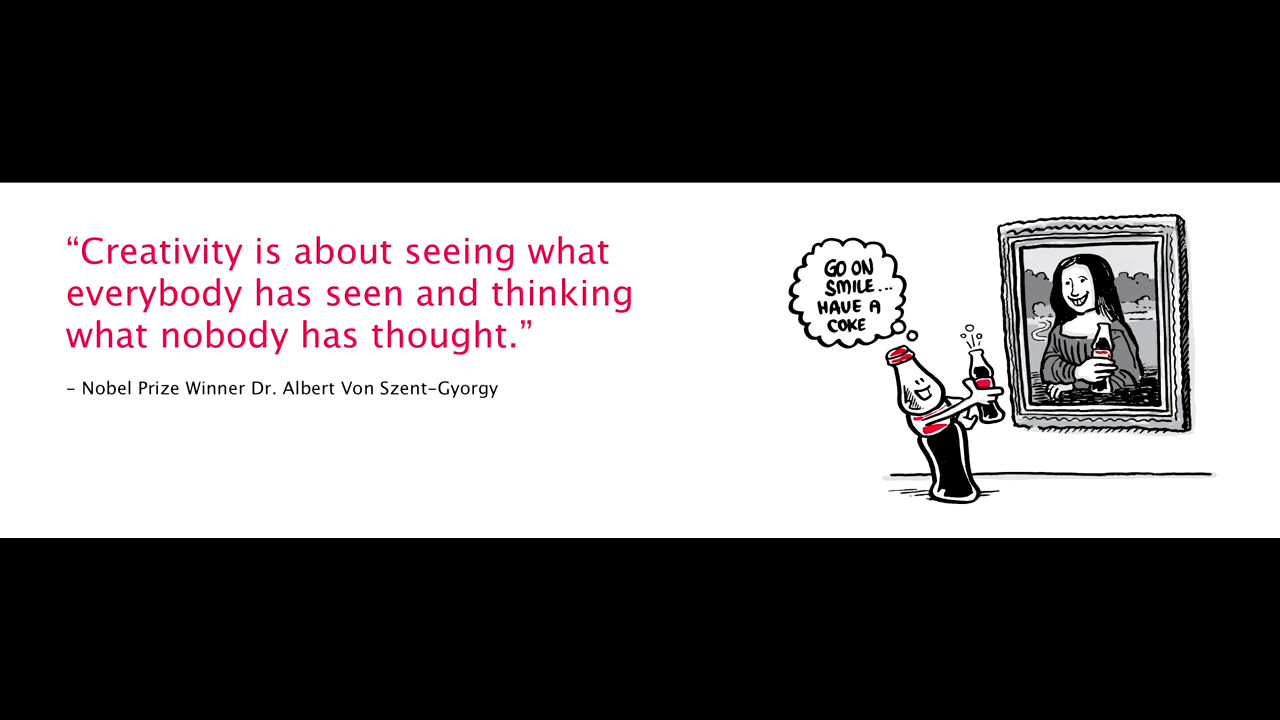 “Creativity is about seeing what
everybody has seen and thinking
what nobody has thought.”
– Nobel Prize Winner Dr. Albert Von Szent-Gyorgy
GO ON
SMILE...
HAVE A
COKE